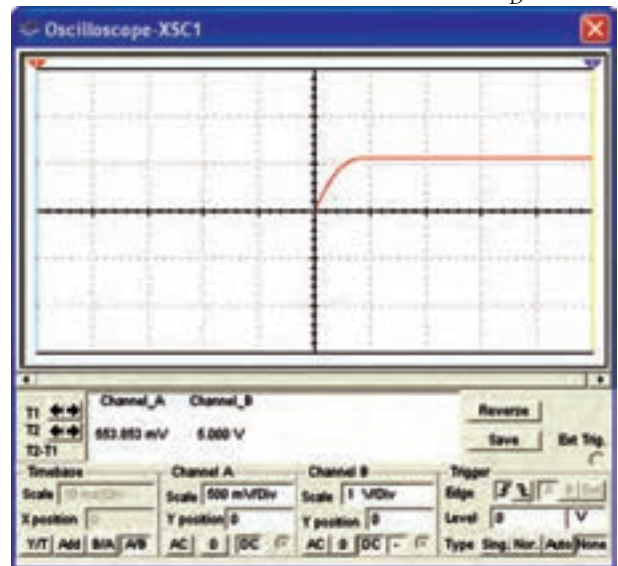 D
Oscilloscope-XSC1
Channel_A Channel_B
T1
T2 653.853 mV 5.000 V
T2-T1
Reverse
Save
Ext Trig.
Timebase
Scale
X position
Y/T Add B/A A/B
Channel A
Scale 500 mV/Div
Y position 0
AC 0 DC
Channel B
Scale 1 V/Div
Y position 0
AC 0 DC -
Trigger
Edge
Level 0 V
Type Sing. Nor. Auto None